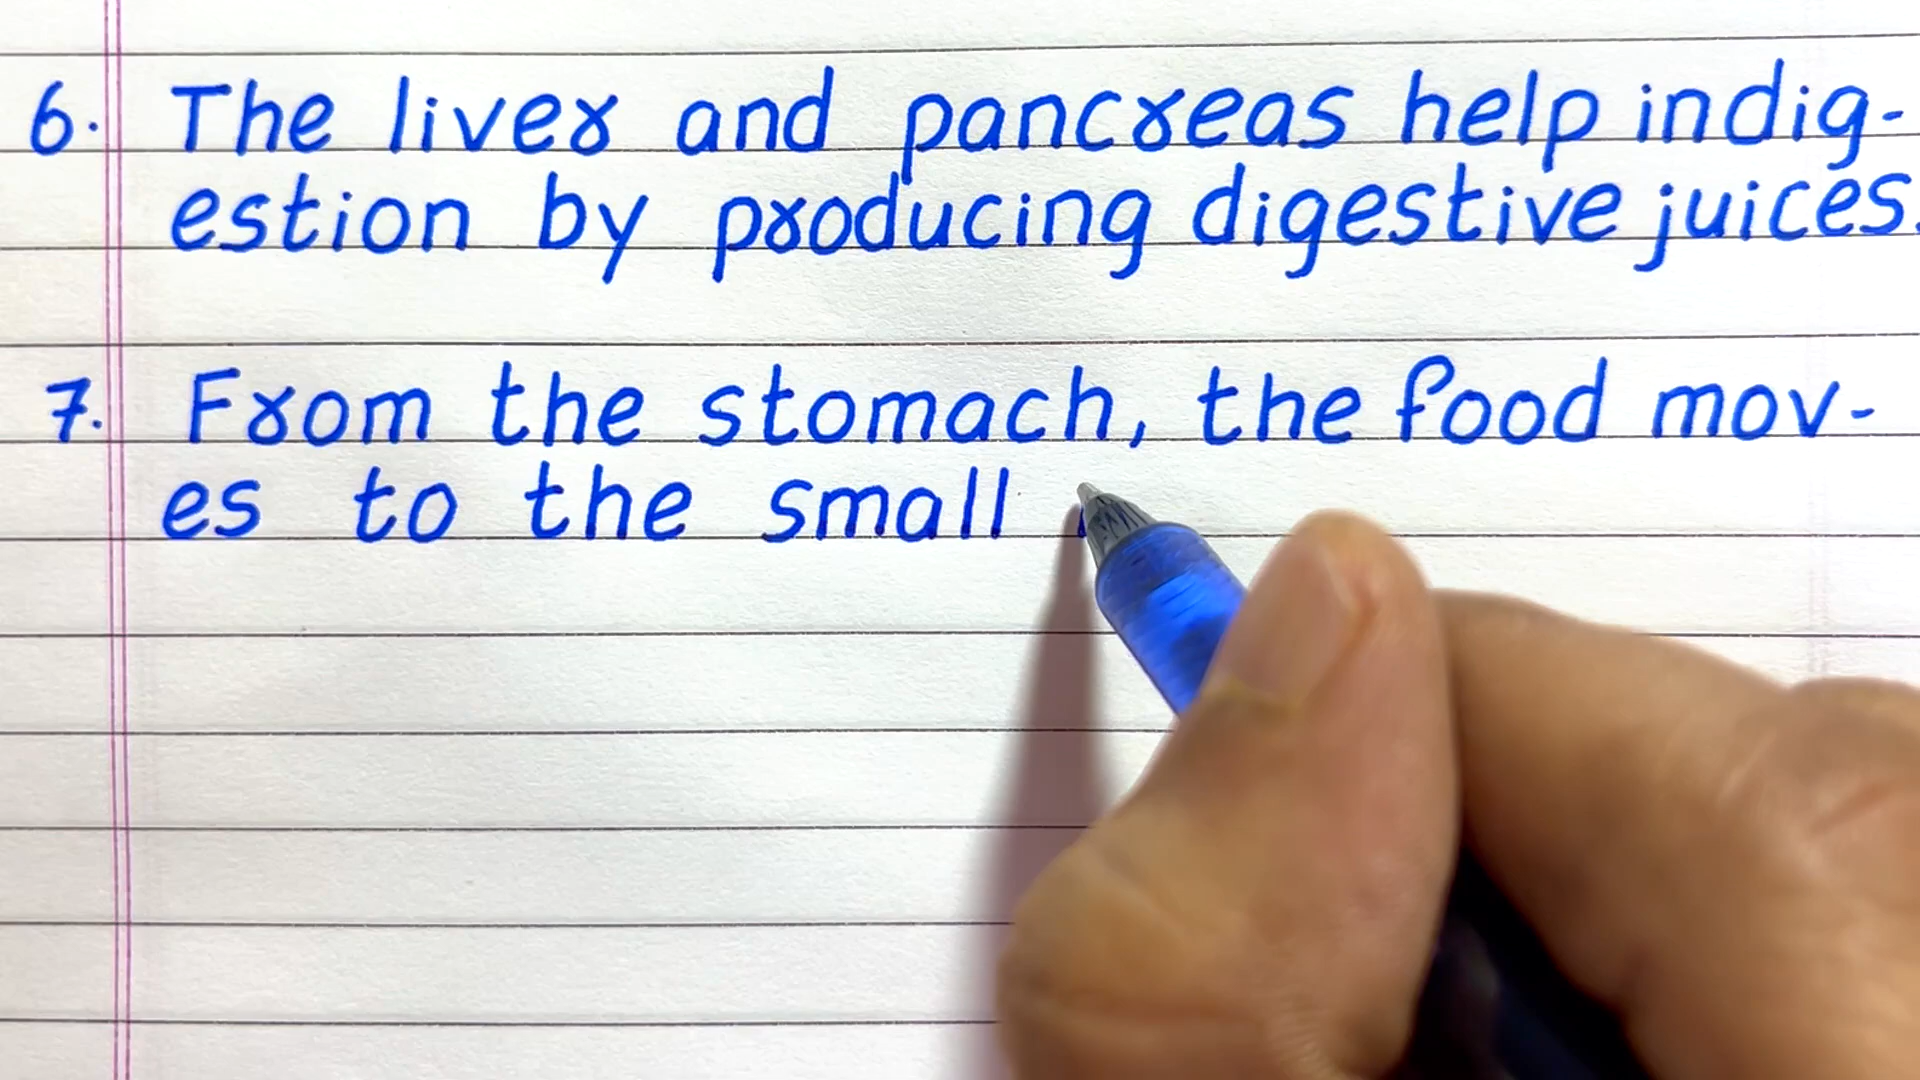 6. The liver and pancreas help indig-
estion by producing digestive juices.
7. From the stomach, the food mov-
es to the small